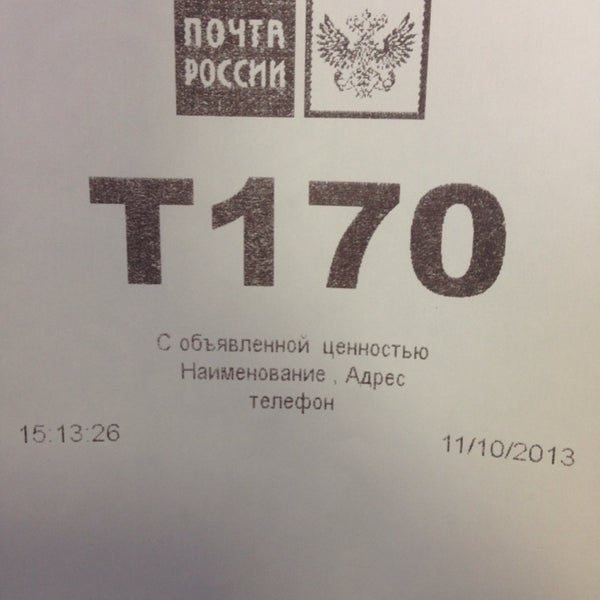 ПОЧТА
РОССИИ
T170
С объявленной ценностью
Наименование , Адрес
телефон
15:13:26
11/10/2013